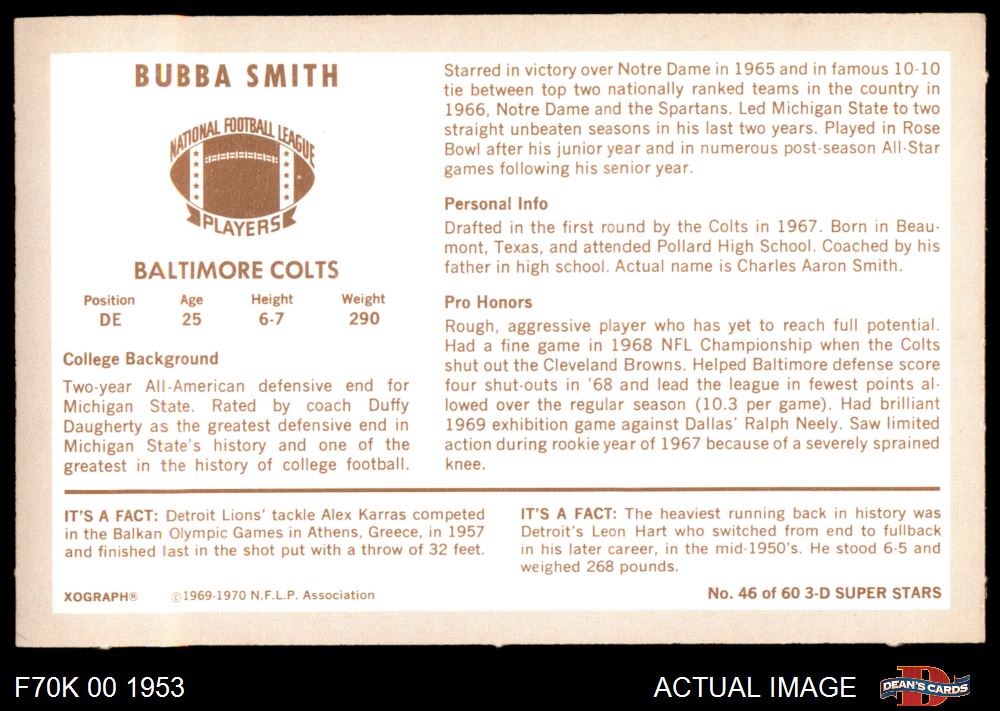 BUBBA SMITH
NATIONAL FOOTBALL LEAGUE
PLAYERS
BALTIMORE COLTS
Position Age Height Weight
DE 25 6-7 290
College Background
Two-year All-American defensive end for
Michigan State. Rated by coach Duffy
Daugherty as the greatest defensive end in
Michigan State's history and one of the
greatest in the history of college football.
Starred in victory over Notre Dame in 1965 and in famous 10-10
tie between top two nationally ranked teams in the country in
1966, Notre Dame and the Spartans. Led Michigan State to two
straight unbeaten seasons in his last two years. Played in Rose
Bowl after his junior year and in numerous post-season All-Star
games following his senior year.
Personal Info
Drafted in the first round by the Colts in 1967. Born in Beau-
mont, Texas, and attended Pollard High School. Coached by his
father in high school. Actual name is Charles Aaron Smith.
Pro Honors
Rough, aggressive player who has yet to reach full potential.
Had a fine game in 1968 NFL Championship when the Colts
shut out the Cleveland Browns. Helped Baltimore defense score
four shut-outs in '68 and lead the league in fewest points al-
lowed over the regular season (10.3 per game). Had brilliant
1969 exhibition game against Dallas' Ralph Neely. Saw limited
action during rookie year of 1967 because of a severely sprained
knee.
IT'S A FACT: Detroit Lions' tackle Alex Karras competed
in the Balkan Olympic Games in Athens, Greece, in 1957
and finished last in the shot put with a throw of 32 feet.
IT'S A FACT: The heaviest running back in history was
Detroit's Leon Hart who switched from end to fullback
in his later career, in the mid-1950's. He stood 6-5 and
weighed 268 pounds.
XOGRAPH® ©1969-1970 N.F.L.P. Association
No. 46 of 60 3-D SUPER STARS
F70K 00 1953
ACTUAL IMAGE
DEAN'S CARDS